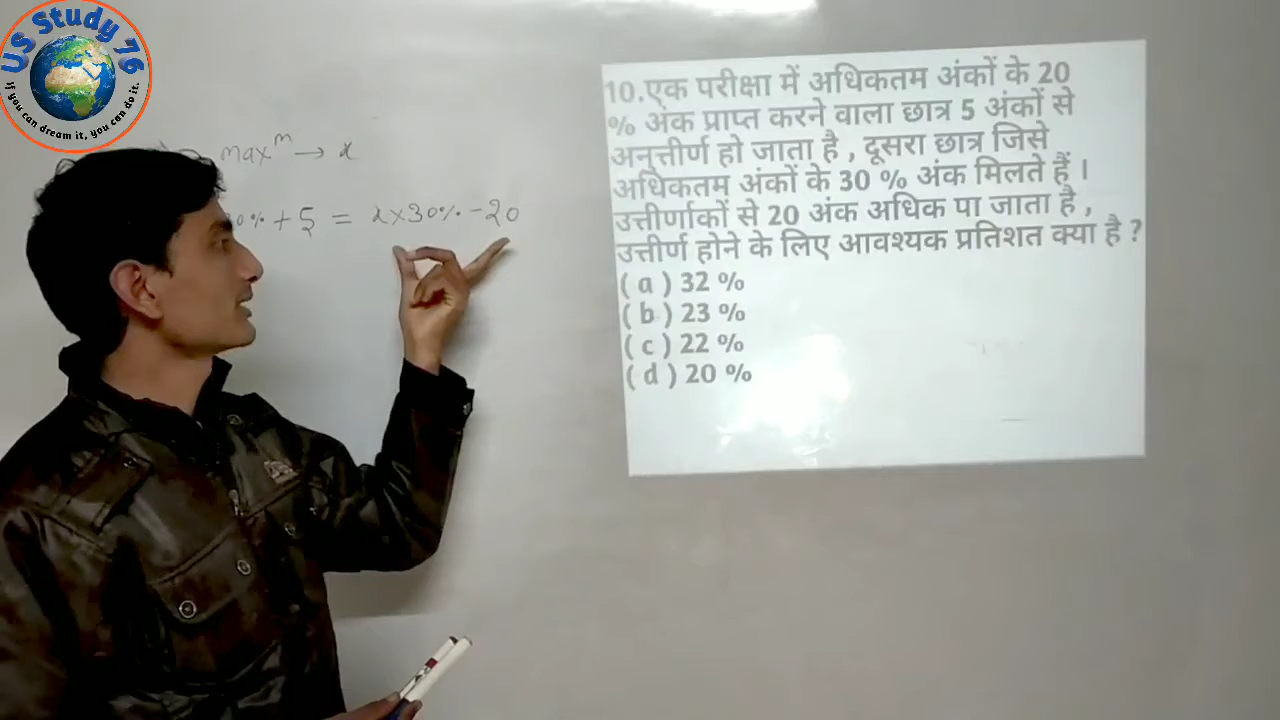 US Study 76
If you can dream it, you can do it.
maxᵐ → x
0% + 5 = x × 30% - 20
10.एक परीक्षा में अधिकतम अंकों के 20
% अंक प्राप्त करने वाला छात्र 5 अंकों से
अनुत्तीर्ण हो जाता है , दूसरा छात्र जिसे
अधिकतम अंकों के 30 % अंक मिलते हैं ।
उत्तीर्णाकों से 20 अंक अधिक पा जाता है ,
उत्तीर्ण होने के लिए आवश्यक प्रतिशत क्या है ?
( a ) 32 %
( b ) 23 %
( c ) 22 %
( d ) 20 %